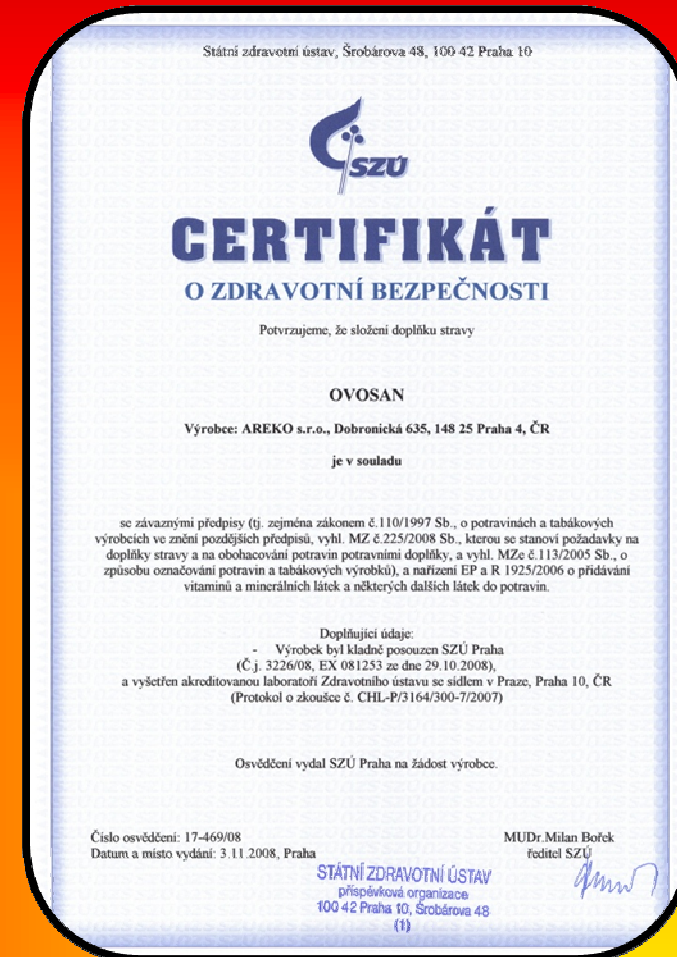 Státní zdravotní ústav, Šrobárova 48, 100 42 Praha 10
SZÚ
CERTIFIKÁT
O ZDRAVOTNÍ BEZPEČNOSTI
Potvrzujeme, že složení doplňku stravy
OVOSAN
Výrobce: AREKO s.r.o., Dobronická 635, 148 25 Praha 4, ČR
je v souladu
se závaznými předpisy (tj. zejména zákonem č.110/1997 Sb., o potravinách a tabákových
výrobcích ve znění pozdějších předpisů, vyhl. MZ č.225/2008 Sb., kterou se stanoví požadavky na
doplňky stravy a na obohacování potravin potravními doplňky, a vyhl. MZe č.113/2005 Sb., o
způsobu označování potravin a tabákových výrobků), a nařízení EP a R 1925/2006 o přidávání
vitaminů a minerálních látek a některých dalších látek do potravin.
Doplňující údaje:
- Výrobek byl kladně posouzen SZÚ Praha
(Č.j. 3226/08, EX 081253 ze dne 29.10.2008),
a vyšetřen akreditovanou laboratoří Zdravotního ústavu se sídlem v Praze, Praha 10, ČR
(Protokol o zkoušce č. CHL-P/3164/300-7/2007)
Osvědčení vydal SZÚ Praha na žádost výrobce.
Číslo osvědčení: 17-469/08
Datum a místo vydání: 3.11.2008, Praha
MUDr.Milan Bořek
ředitel SZÚ
STÁTNÍ ZDRAVOTNÍ ÚSTAV
příspěvková organizace
100 42 Praha 10, Šrobárova 48
(1)